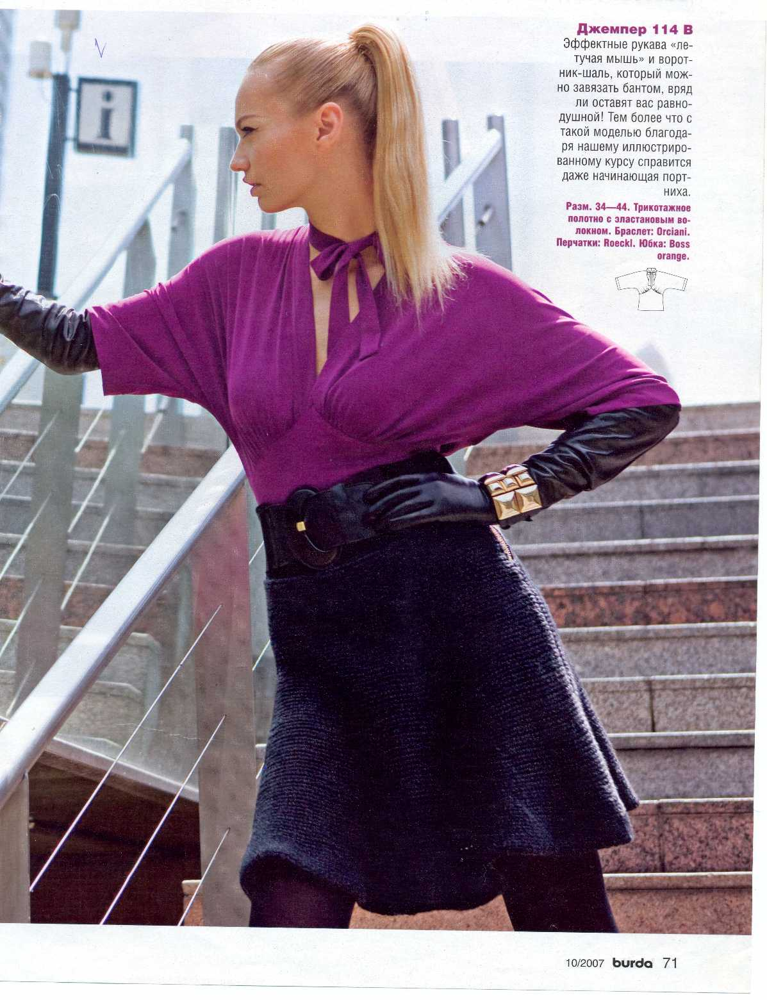 i
Джемпер 114 B
Эффектные рукава «ле-
тучая мышь» и ворот-
ник-шаль, который мож-
но завязать бантом, вряд
ли оставят вас равно-
душной! Тем более что с
такой моделью благода-
ря нашему иллюстриро-
ванному курсу справится
даже начинающая порт-
ниха.
Разм. 34—44. Трикотажное
полотно с эластановым во-
локном. Браслет: Orciani.
Перчатки: Roeckl. Юбка: Boss
orange.
10/2007 burda 71